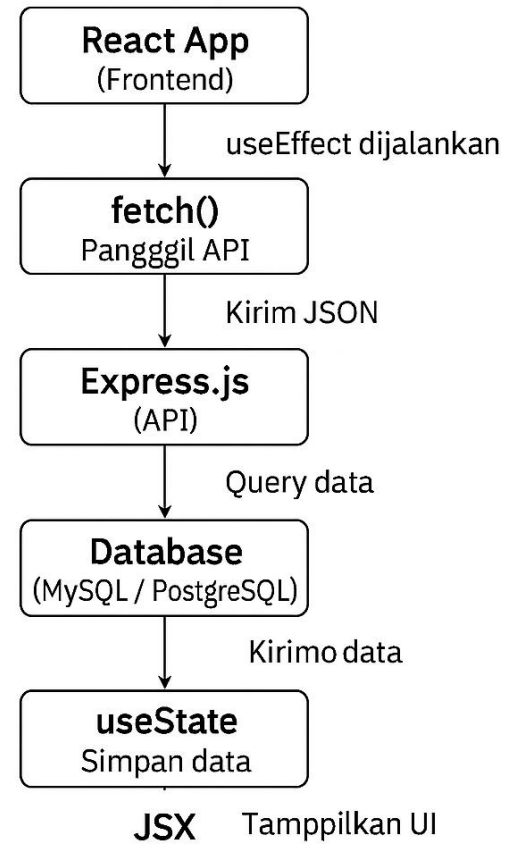 React App
(Frontend)
useEffect dijalankan
fetch()
Pangggil API
Kirim JSON
Express.js
(API)
Query data
Database
(MySQL / PostgreSQL)
Kirimo data
useState
Simpan data
JSX Tamppilkan UI